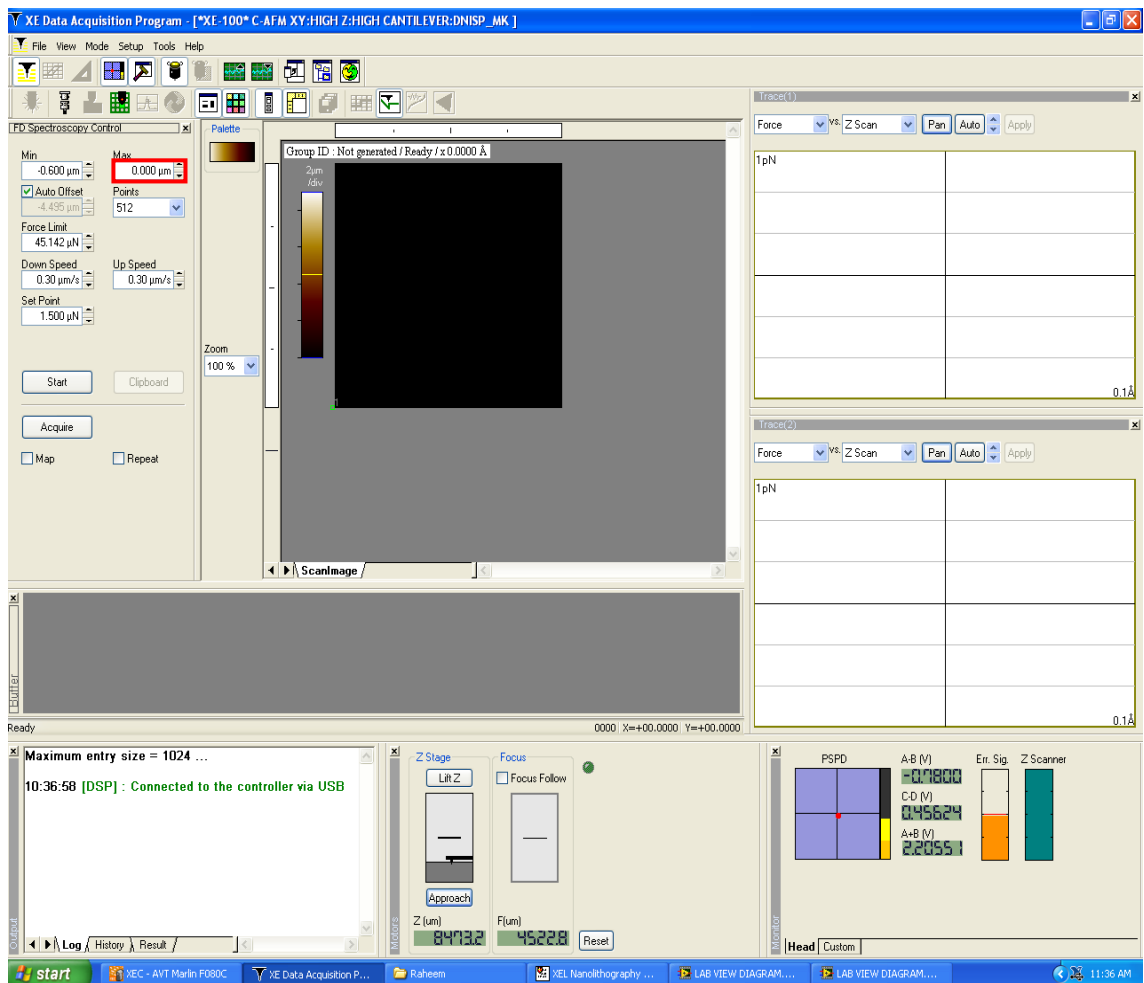 XE Data Acquisition Program - [*XE-100* C-AFM XY:HIGH Z:HIGH CANTILEVER:DNISP_MK ]
File View Mode Setup Tools Help
FD Spectroscopy Control
Min
Max
-0.600 µm
0.000 µm
Auto Offset
Points
-4.495 µm
512
Force Limit
45.142 µN
Down Speed
Up Speed
0.30 µm/s
0.30 µm/s
Set Point
1.500 µN
Start
Clipboard
Acquire
Map
Repeat
Palette
Zoom
100 %
Group ID : Not generated / Ready / x 0.0000 Å
2µm
/div
1
ScanImage
Trace(1)
Force
vs.
Z Scan
Pan
Auto
Apply
1pN
0.1Å
Trace(2)
Force
vs.
Z Scan
Pan
Auto
Apply
1pN
0.1Å
Buffer
Ready
0000 X=+00.0000 Y=+00.0000
Maximum entry size = 1024 ...
10:36:58 [DSP] : Connected to the controller via USB
Output
Log
History
Result
Motors
Z Stage
Lift Z
Approach
Z (um)
8473.2
Focus
Focus Follow
F(um)
4522.8
Reset
Monitor
PSPD
A-B (V)
-0.7800
C-D (V)
0.45624
A+B (V)
2.20551
Err. Sig.
Z Scanner
Head
Custom
start
XEC - AVT Marlin F080C
XE Data Acquisition P...
Raheem
XEL Nanolithography ...
LAB VIEW DIAGRAM....
LAB VIEW DIAGRAM....
11:36 AM